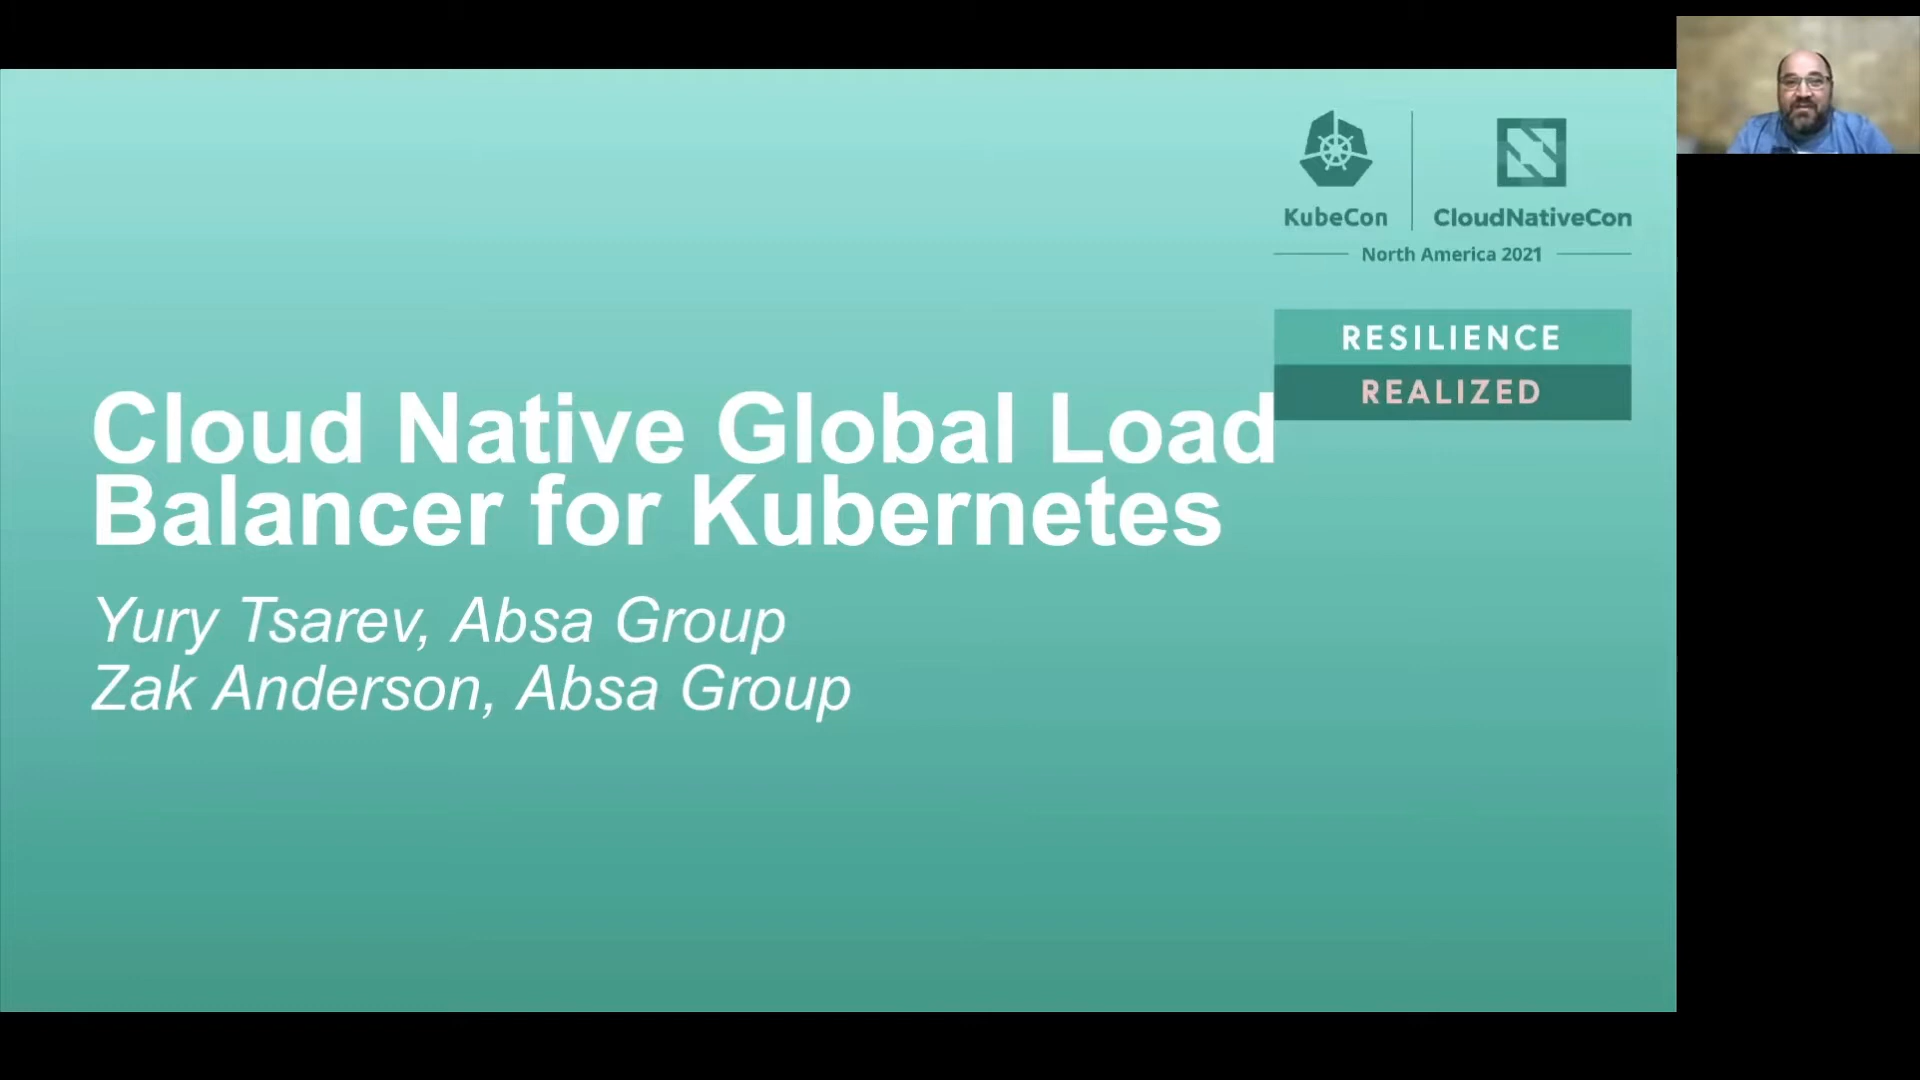 KubeCon
CloudNativeCon
North America 2021
RESILIENCE
REALIZED
Cloud Native Global Load
Balancer for Kubernetes
Yury Tsarev, Absa Group
Zak Anderson, Absa Group